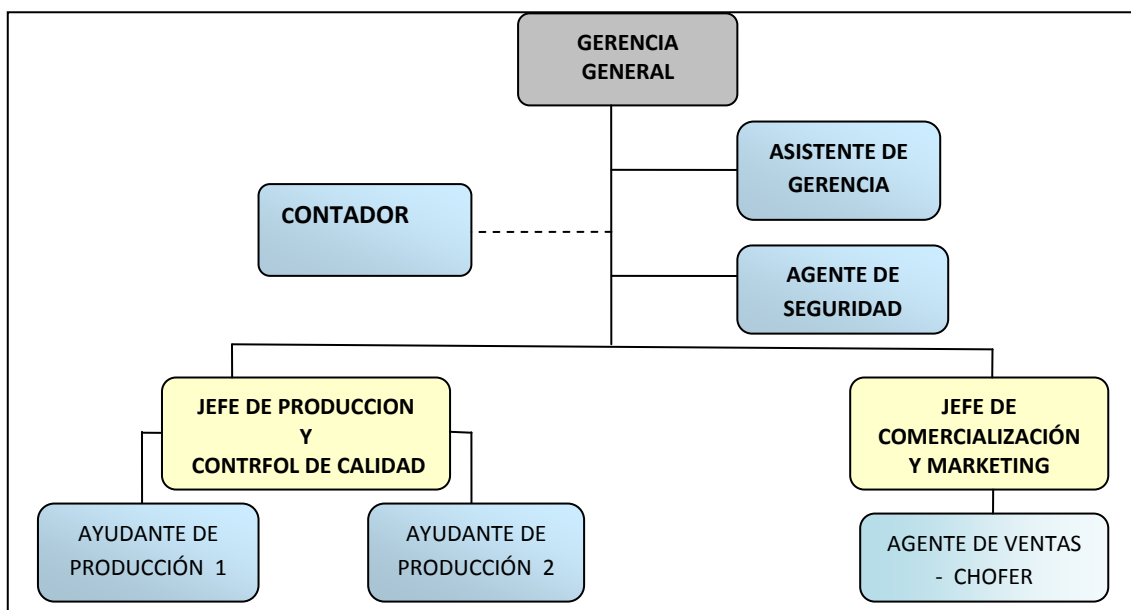 GERENCIA
GENERAL
ASISTENTE DE
GERENCIA
CONTADOR
AGENTE DE
SEGURIDAD
JEFE DE PRODUCCION
Y
CONTRFOL DE CALIDAD
JEFE DE
COMERCIALIZACIÓN
Y MARKETING
AYUDANTE DE
PRODUCCIÓN 1
AYUDANTE DE
PRODUCCIÓN 2
AGENTE DE VENTAS
- CHOFER